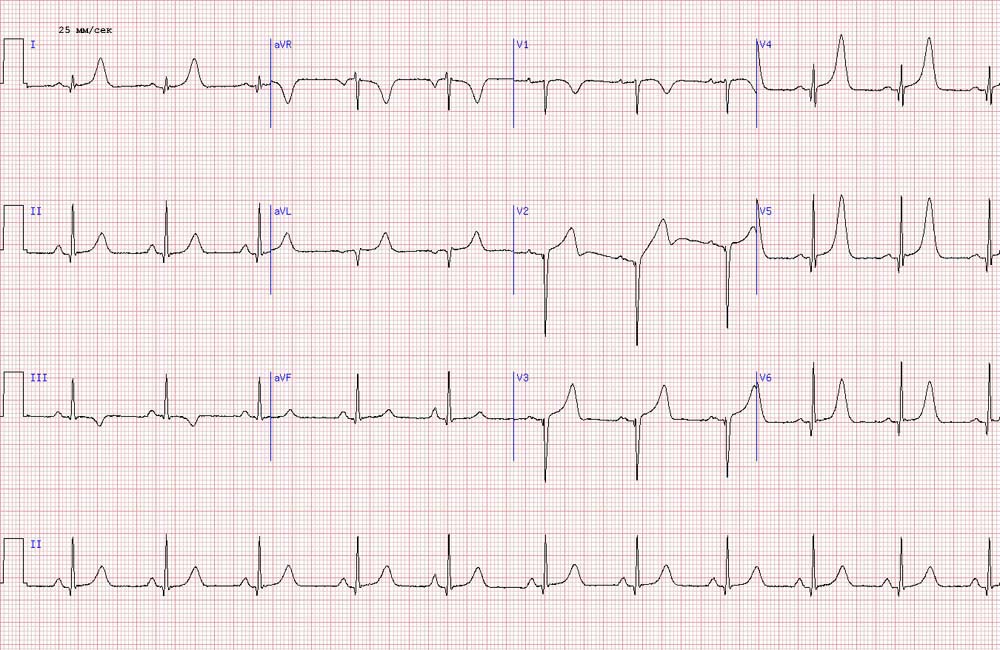 25 мм/сек
I aVR V1 V4
II aVL V2 V5
III aVF V3 V6
II